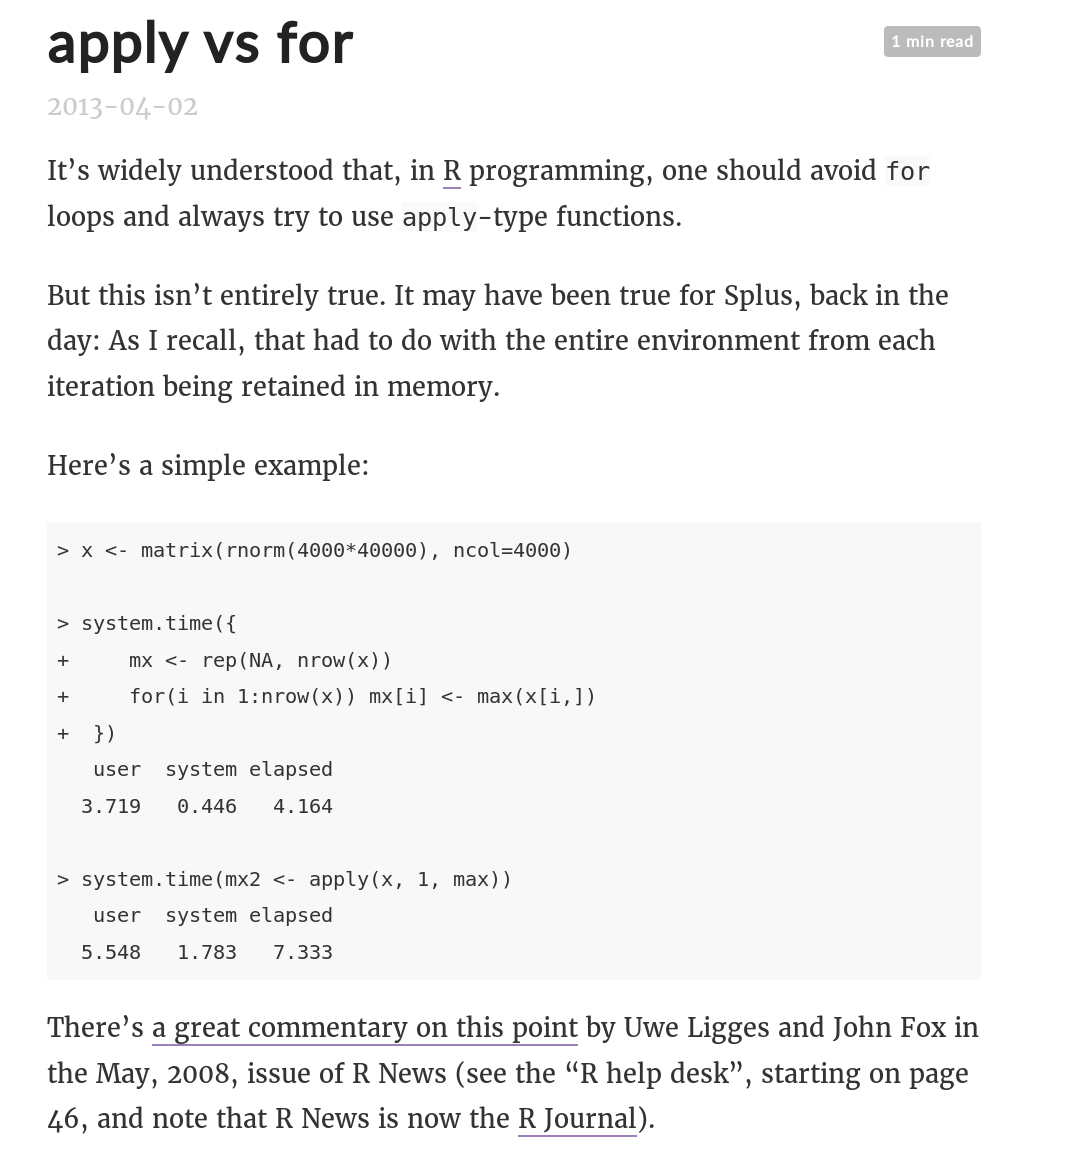 apply vs for
1 min read
2013-04-02
It’s widely understood that, in R programming, one should avoid for
loops and always try to use apply-type functions.
But this isn’t entirely true. It may have been true for Splus, back in the
day: As I recall, that had to do with the entire environment from each
iteration being retained in memory.
Here’s a simple example:
> x <- matrix(rnorm(4000*40000), ncol=4000)
> system.time({
+     mx <- rep(NA, nrow(x))
+     for(i in 1:nrow(x)) mx[i] <- max(x[i,])
+  })
   user  system elapsed
  3.719   0.446   4.164
> system.time(mx2 <- apply(x, 1, max))
   user  system elapsed
  5.548   1.783   7.333
There’s a great commentary on this point by Uwe Ligges and John Fox in
the May, 2008, issue of R News (see the “R help desk”, starting on page
46, and note that R News is now the R Journal).